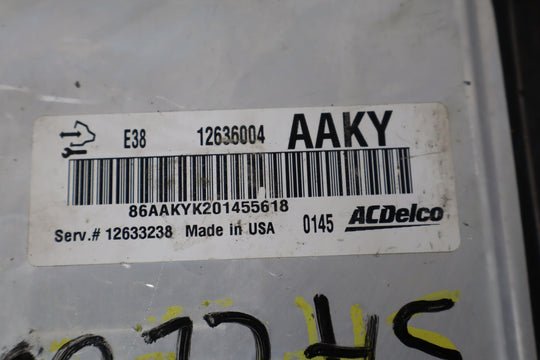 E38 12636004 AAKY
86AAKYK201455618
Serv.# 12633238 Made in USA 0145 ACDelco